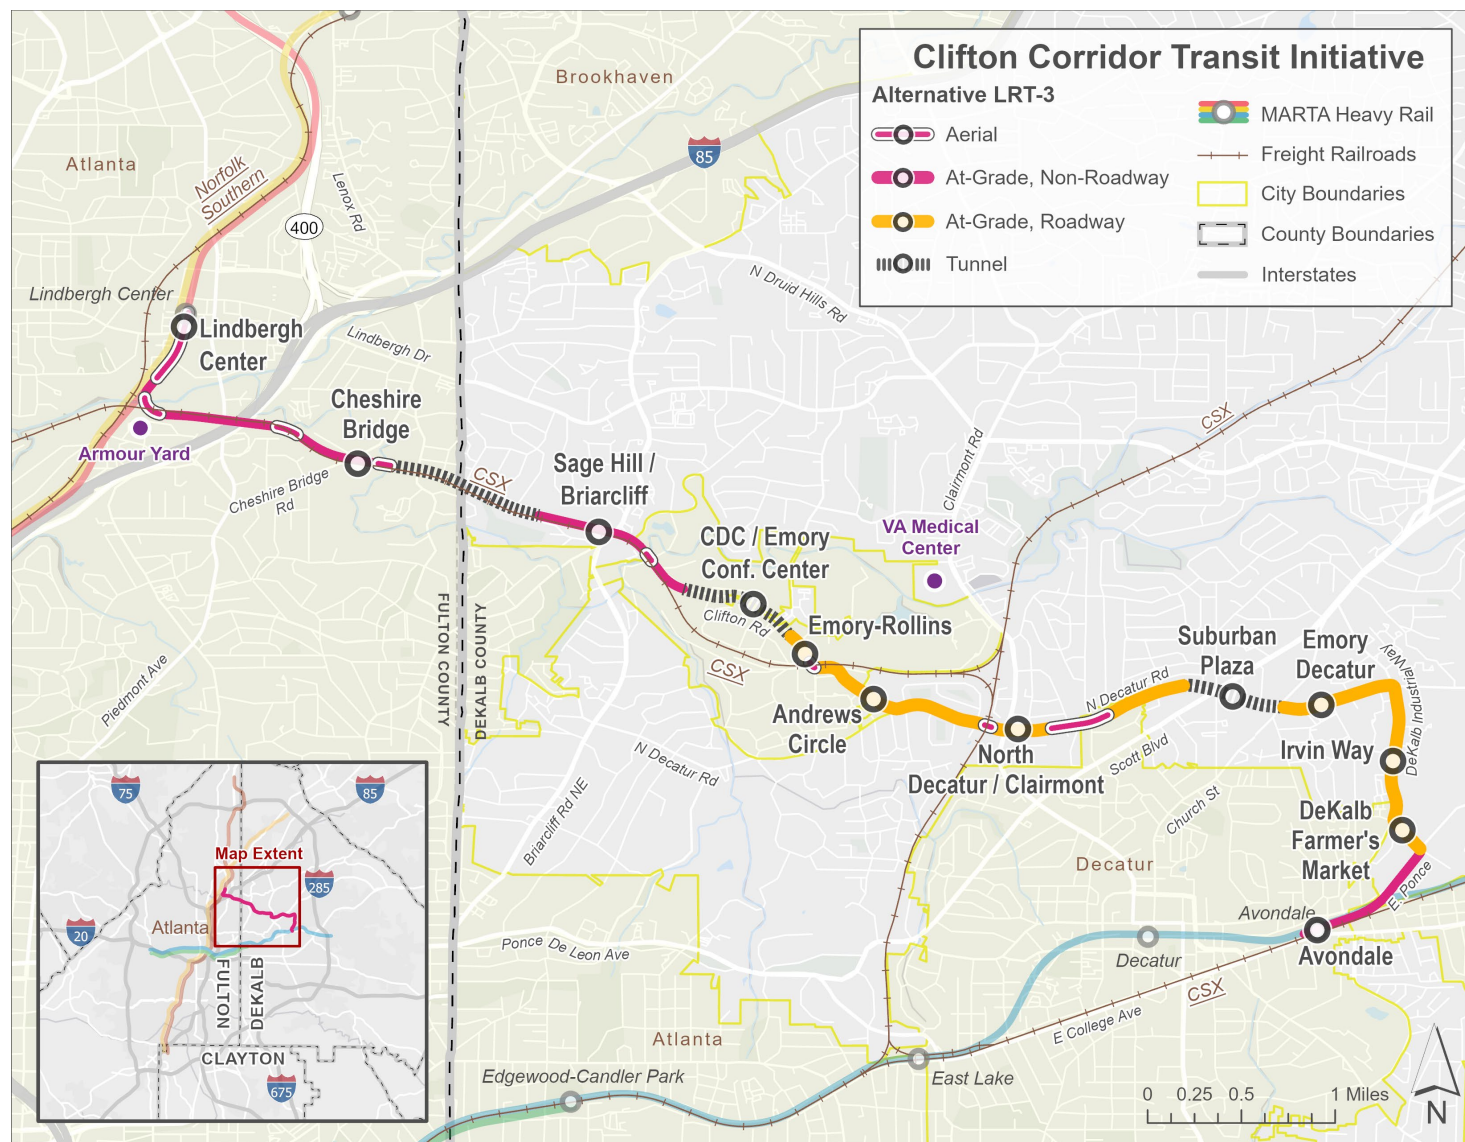 Clifton Corridor Transit Initiative
Alternative LRT-3
Aerial
At-Grade, Non-Roadway
At-Grade, Roadway
Tunnel
MARTA Heavy Rail
Freight Railroads
City Boundaries
County Boundaries
Interstates
Brookhaven
Atlanta
85
Norfolk
Southern
Lenox Rd
400
N Druid Hills Rd
Lindbergh Center
Lindbergh
Center
Lindbergh Dr
Cheshire
Bridge
Armour Yard
Cheshire Bridge
Rd
CSX
Sage Hill /
Briarcliff
CSX
Clairmont Rd
VA Medical
Center
CDC / Emory
Conf. Center
Clifton Rd
Emory-Rollins
CSX
FULTON COUNTY
DEKALB COUNTY
Piedmont Ave
Andrews
Circle
North
Decatur / Clairmont
N Decatur Rd
Suburban
Plaza
Emory
Decatur
DeKalb Industrial Way
Irvin Way
Scott Blvd
Church St
DeKalb
Farmer's
Market
E. Ponce
N Decatur Rd
Briarcliff Rd NE
Decatur
Avondale
Avondale
Decatur
CSX
E College Ave
Ponce De Leon Ave
Atlanta
Edgewood-Candler Park
East Lake
75
85
Map Extent
285
Atlanta
20
FULTON
DEKALB
CLAYTON
675
0 0.25 0.5 1 Miles
N